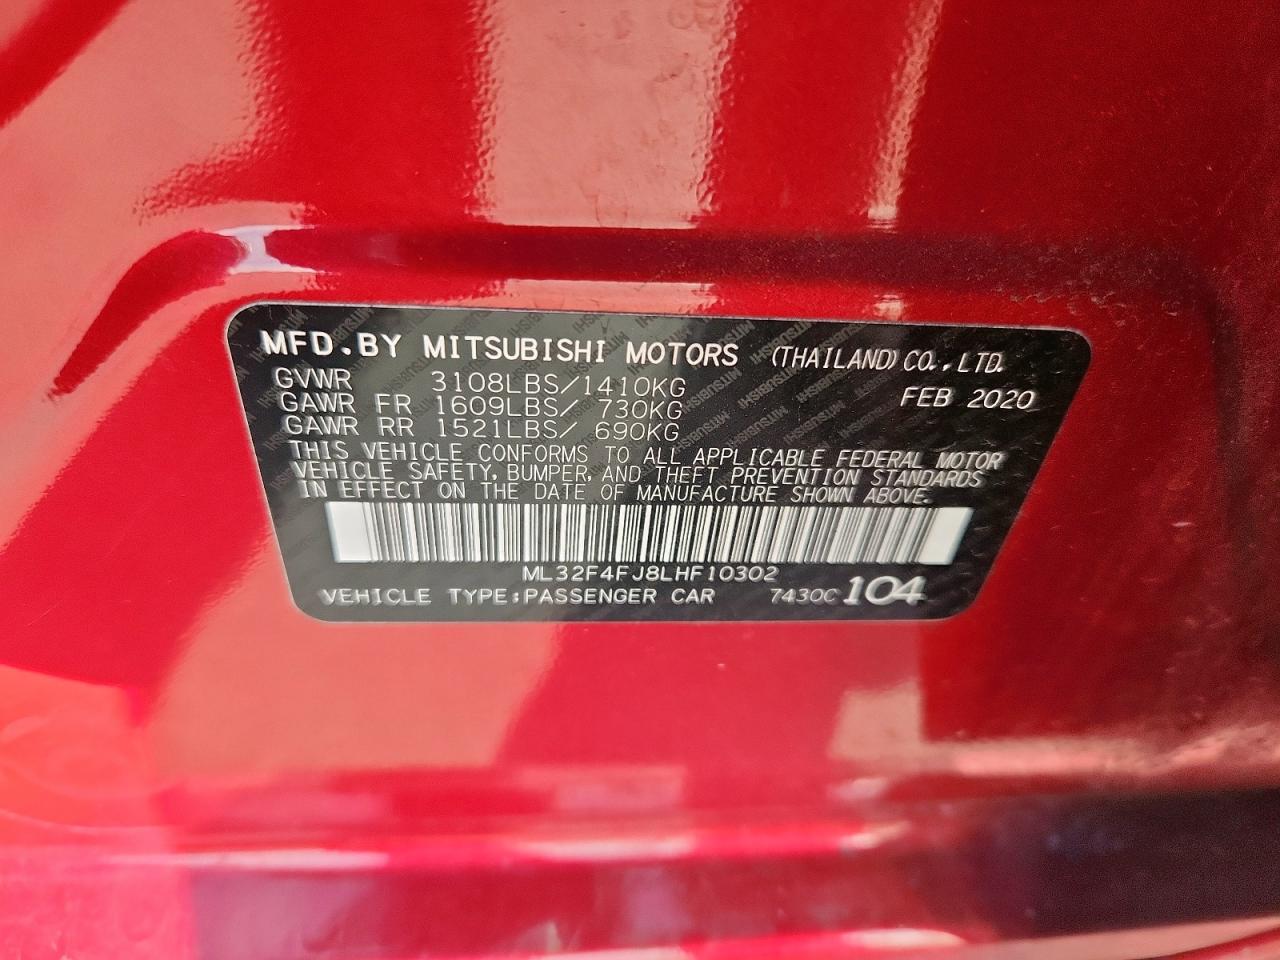 MFD.BY MITSUBISHI MOTORS (THAILAND) CO., LTD.
GVWR 3108LBS/1410KG FEB 2020
GAWR FR 1609LBS/ 730KG
GAWR RR 1521LBS/ 690KG
THIS VEHICLE CONFORMS TO ALL APPLICABLE FEDERAL MOTOR
VEHICLE SAFETY, BUMPER, AND THEFT PREVENTION STANDARDS
IN EFFECT ON THE DATE OF MANUFACTURE SHOWN ABOVE.
ML32F4FJ8LHF10302
VEHICLE TYPE:PASSENGER CAR 7430C 104